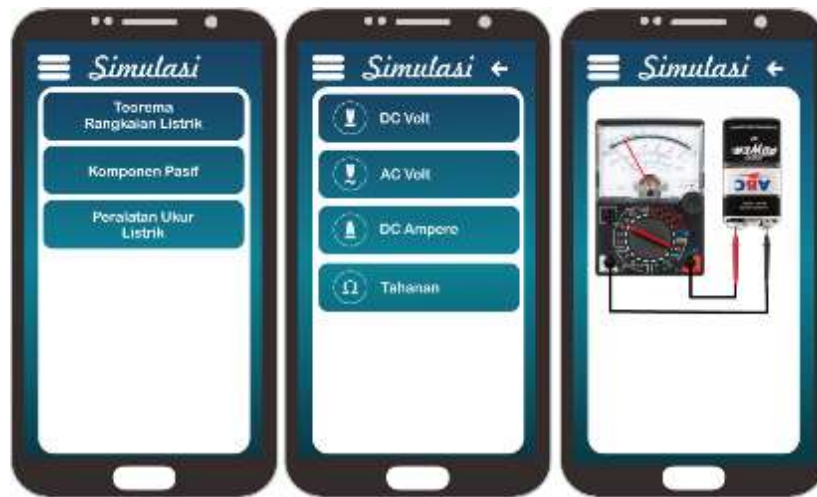 Simulasi
Teorema
Rangkaian Listrik
Komponen Pasif
Peralatan Ukur
Listrik
Simulasi
DC Volt
AC Volt
DC Ampere
Ω Tahanan
Simulasi
POWER
ABC